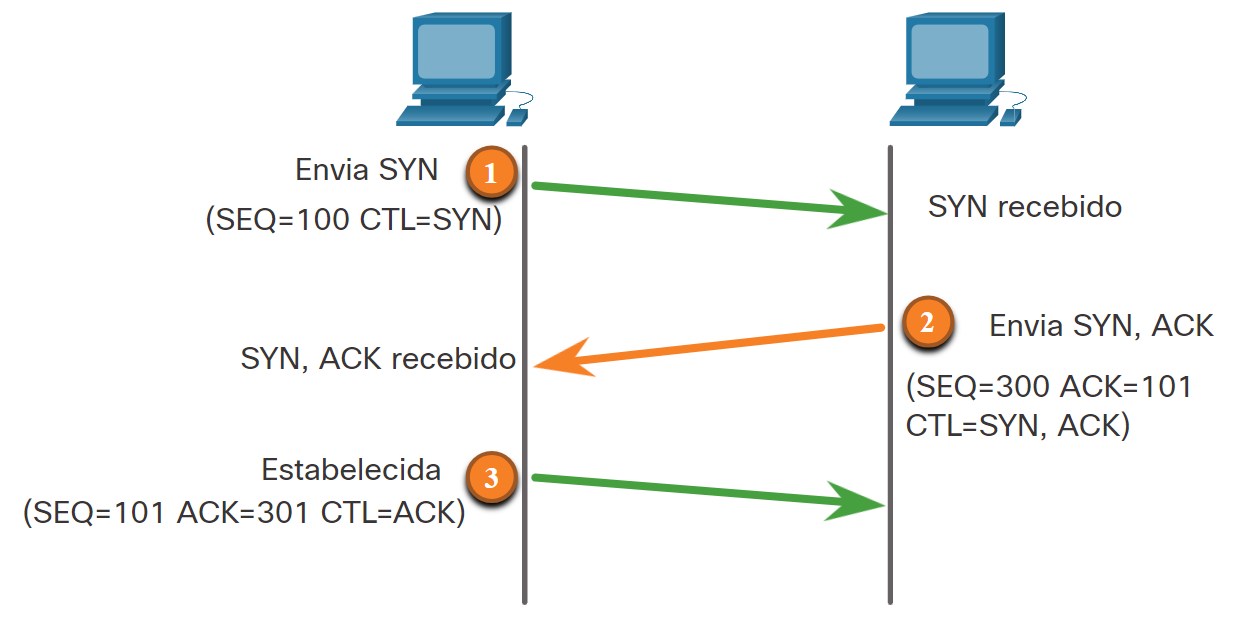 Envia SYN
1
(SEQ=100 CTL=SYN)
SYN recebido
2
Envia SYN, ACK
SYN, ACK recebido
(SEQ=300 ACK=101
CTL=SYN, ACK)
Estabelecida
3
(SEQ=101 ACK=301 CTL=ACK)